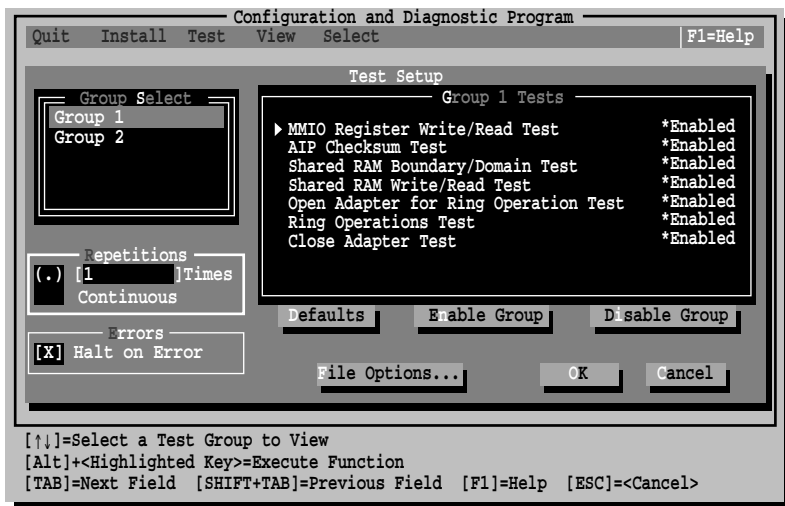 Configuration and Diagnostic Program
Quit Install Test View Select F1=Help
Test Setup
Group Select
Group 1
Group 2
Group 1 Tests
MMIO Register Write/Read Test *Enabled
AIP Checksum Test *Enabled
Shared RAM Boundary/Domain Test *Enabled
Shared RAM Write/Read Test *Enabled
Open Adapter for Ring Operation Test *Enabled
Ring Operations Test *Enabled
Close Adapter Test *Enabled
Repetitions
(.) [1 ]Times
Continuous
Errors
[X] Halt on Error
Defaults Enable Group Disable Group
File Options... OK Cancel
[↑↓]=Select a Test Group to View
[Alt]+<Highlighted Key>=Execute Function
[TAB]=Next Field [SHIFT+TAB]=Previous Field [F1]=Help [ESC]=<Cancel>